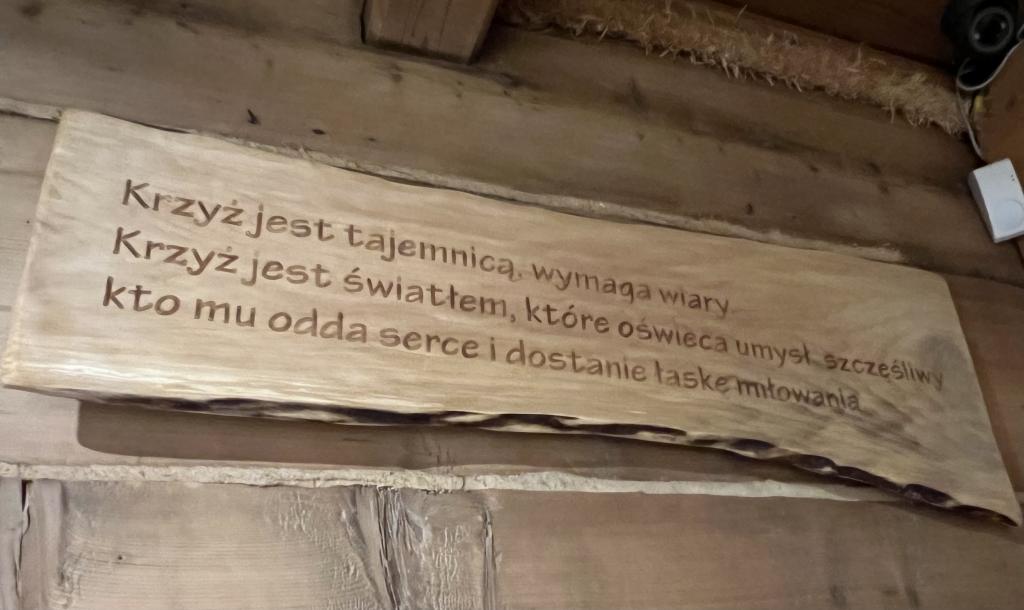 Krzyż jest tajemnicą, wymaga wiary
Krzyż jest światłem, które oświeca umysł szczęśliwy
kto mu odda serce i dostanie łaskę miłowania